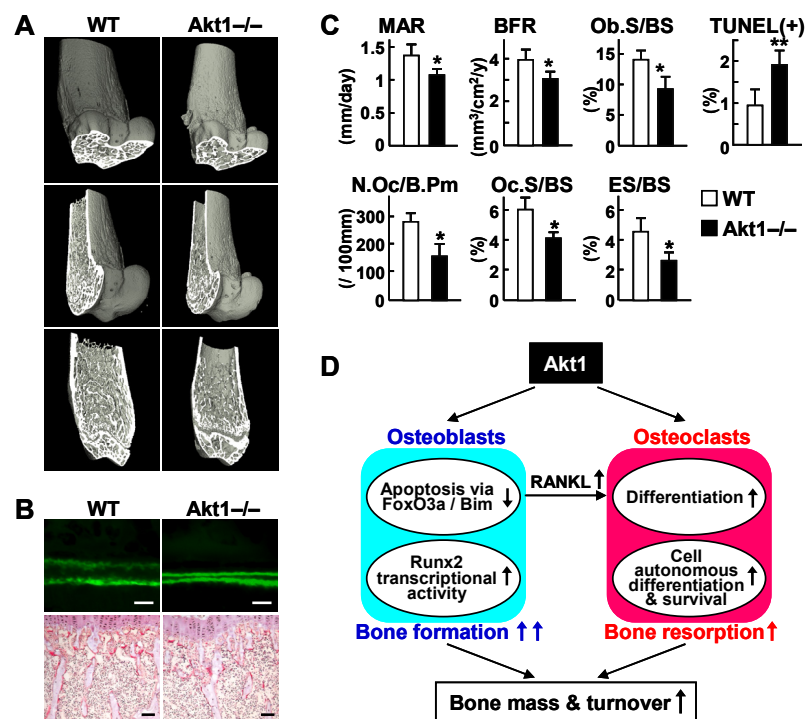 A
WT
Akt1–/–
B
WT
Akt1–/–
C
MAR
(mm/day)
1.5
1
0.5
0
*
BFR
(mm³/cm²/y)
4
2
0
*
Ob.S/BS
(%)
15
10
5
0
*
TUNEL(+)
(%)
2
1
0
**
N.Oc/B.Pm
(/ 100mm)
300
200
100
0
*
Oc.S/BS
(%)
6
4
2
0
*
ES/BS
(%)
6
4
2
0
*
WT
Akt1–/–
D
Akt1
Osteoblasts
Osteoclasts
Apoptosis via
FoxO3a / Bim ↓
RANKL ↑
Differentiation ↑
Runx2
transcriptional ↑
activity
Cell
autonomous ↑
differentiation
& survival
Bone formation ↑ ↑
Bone resorption ↑
Bone mass & turnover ↑